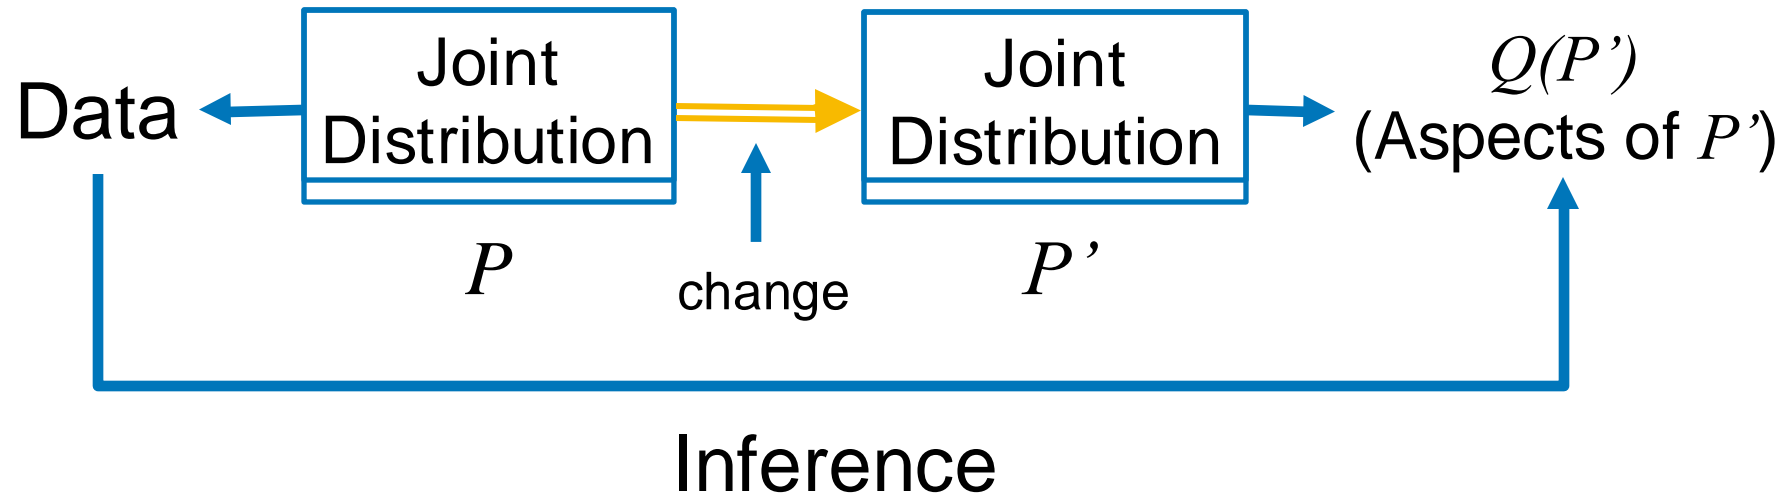 Data
Joint
Distribution
P
change
Joint
Distribution
P’
Q(P’)
(Aspects of P’)
Inference